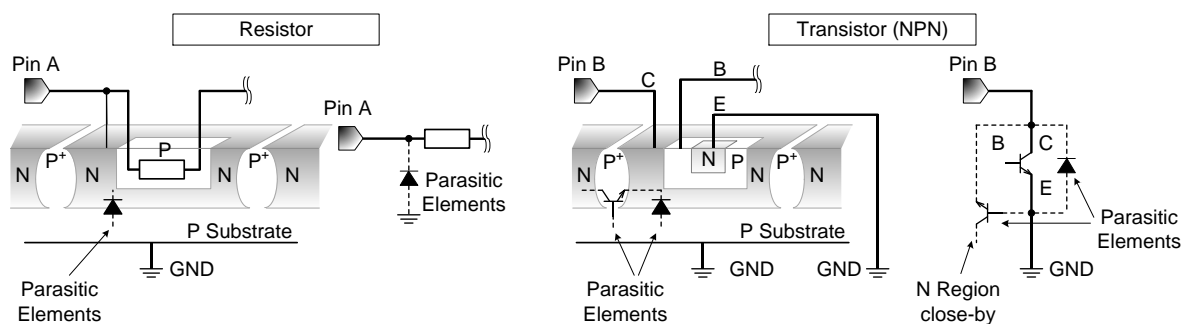 Resistor
Transistor (NPN)
Pin A
Pin A
Pin B
C
B
E
Pin B
N
P+
N
P
P+
N
Parasitic
Elements
P Substrate
GND
Parasitic
Elements
N
P+
N
N
P
P+
N
P Substrate
GND
GND
Parasitic
Elements
B
C
E
Parasitic
Elements
GND
N Region
close-by